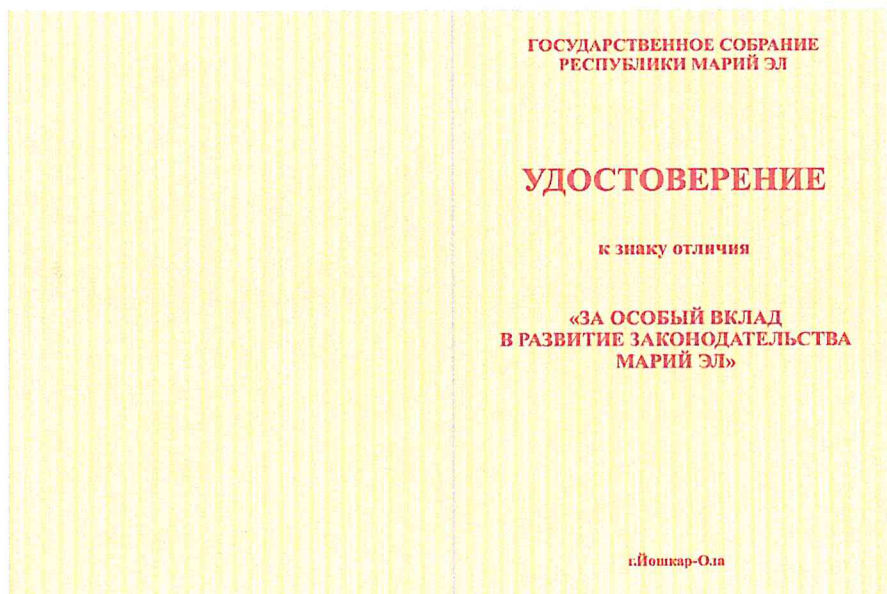 ГОСУДАРСТВЕННОЕ СОБРАНИЕ
РЕСПУБЛИКИ МАРИЙ ЭЛ
УДОСТОВЕРЕНИЕ
к знаку отличия
«ЗА ОСОБЫЙ ВКЛАД
В РАЗВИТИЕ ЗАКОНОДАТЕЛЬСТВА
МАРИЙ ЭЛ»
г.Йошкар-Ола